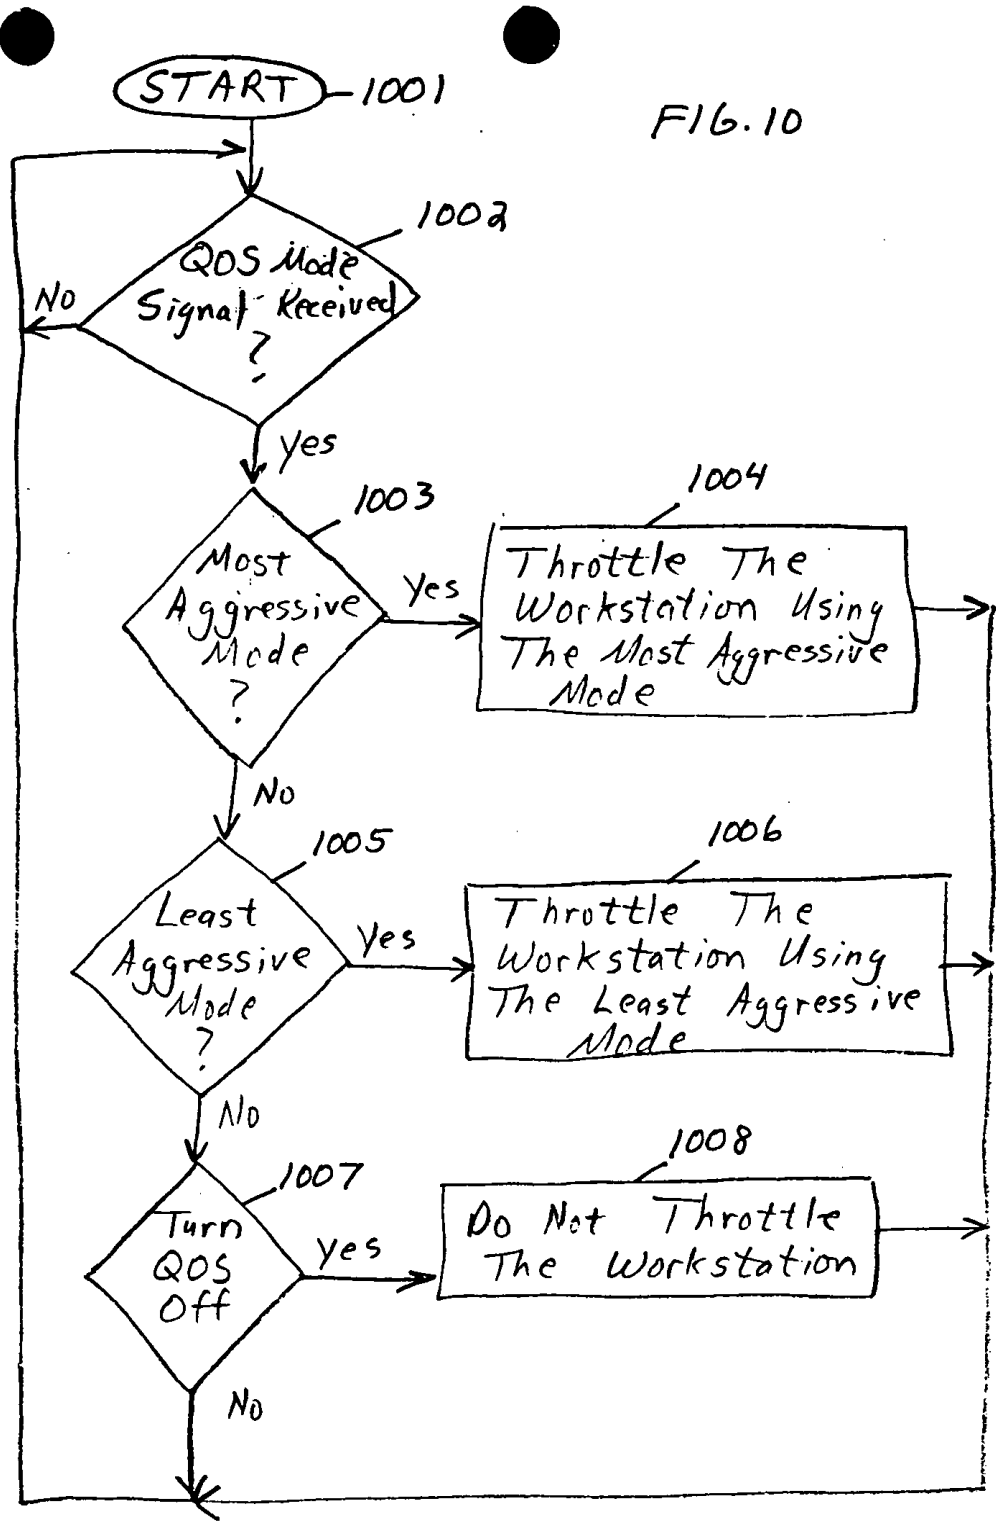 START
1001
FIG. 10
1002
QOS Mode
Signal Received
?
No
Yes
1003
Most
Aggressive
Mode
?
Yes
1004
Throttle The
Workstation Using
The Most Aggressive
Mode
No
1005
Least
Aggressive
Mode
?
Yes
1006
Throttle The
Workstation Using
The Least Aggressive
Mode
No
1007
Turn
QOS
Off
Yes
1008
Do Not Throttle
The Workstation
No